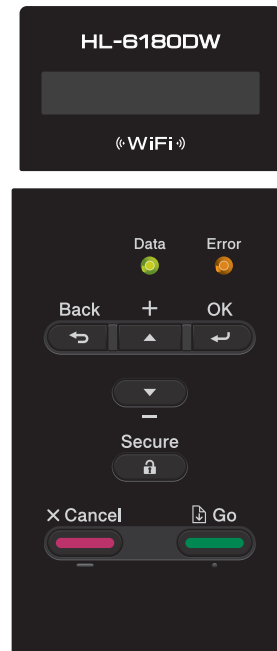 HL-6180DW
WiFi
Data Error
Back + OK
−
Secure
× Cancel Go